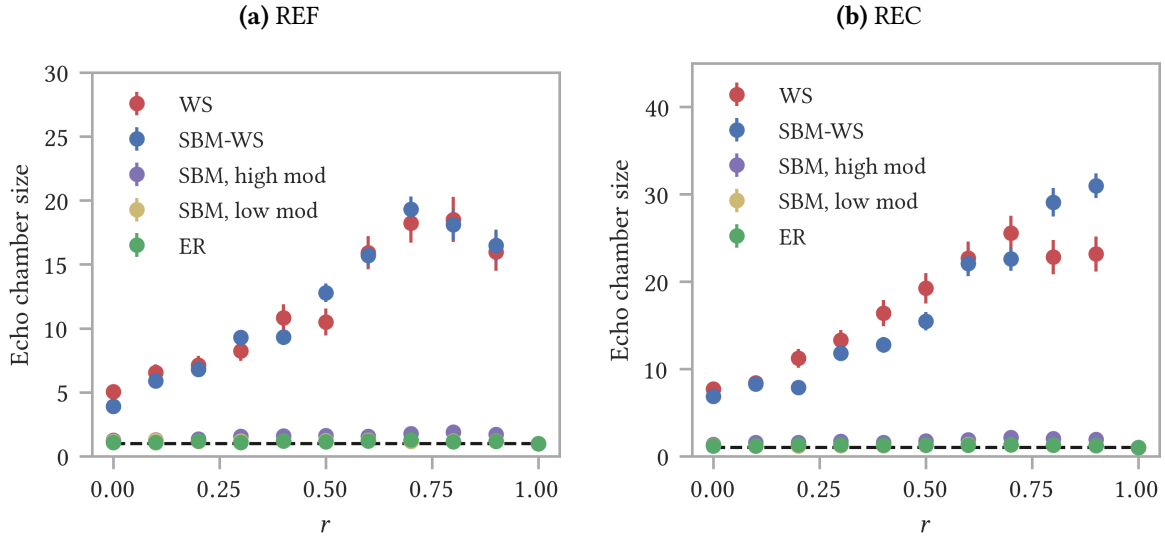 (a) REF
30
25
20
15
10
5
0
Echo chamber size
WS
SBM-WS
SBM, high mod
SBM, low mod
ER
0.00
0.25
0.50
0.75
1.00
r
(b) REC
40
30
20
10
0
Echo chamber size
WS
SBM-WS
SBM, high mod
SBM, low mod
ER
0.00
0.25
0.50
0.75
1.00
r